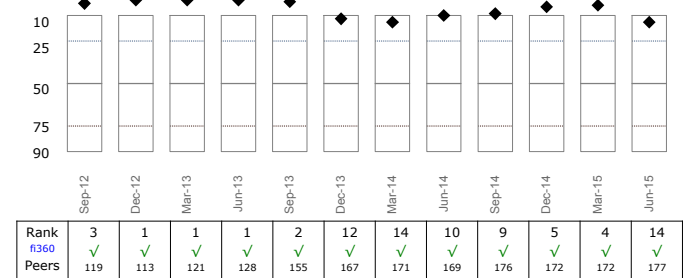 10
25
50
75
90
Sep-12 Dec-12 Mar-13 Jun-13 Sep-13 Dec-13 Mar-14 Jun-14 Sep-14 Dec-14 Mar-15 Jun-15
Rank 3 1 1 1 2 12 14 10 9 5 4 14
fi360 √ √ √ √ √ √ √ √ √ √ √ √
Peers 119 113 121 128 155 167 171 169 176 172 172 177